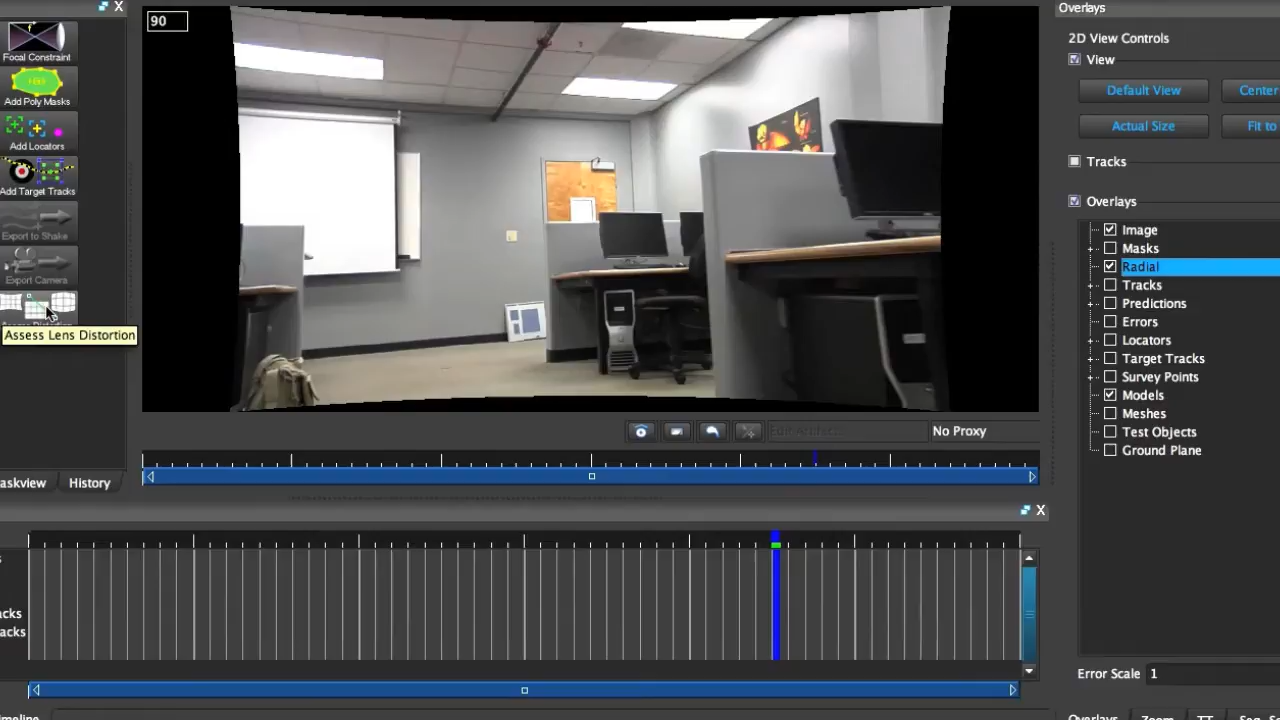 90
Focal Constraint
Add Poly Masks
Add Locators
Add Target Tracks
Export to Shake
Export Camera
Assess Lens Distortion
askview
History
No Proxy
acks
acks
imeline
Overlays
2D View Controls
View
Default View
Center
Actual Size
Fit to
Tracks
Overlays
Image
Masks
Radial
Tracks
Predictions
Errors
Locators
Target Tracks
Survey Points
Models
Meshes
Test Objects
Ground Plane
Error Scale 1
Overlays
Zoom
TT